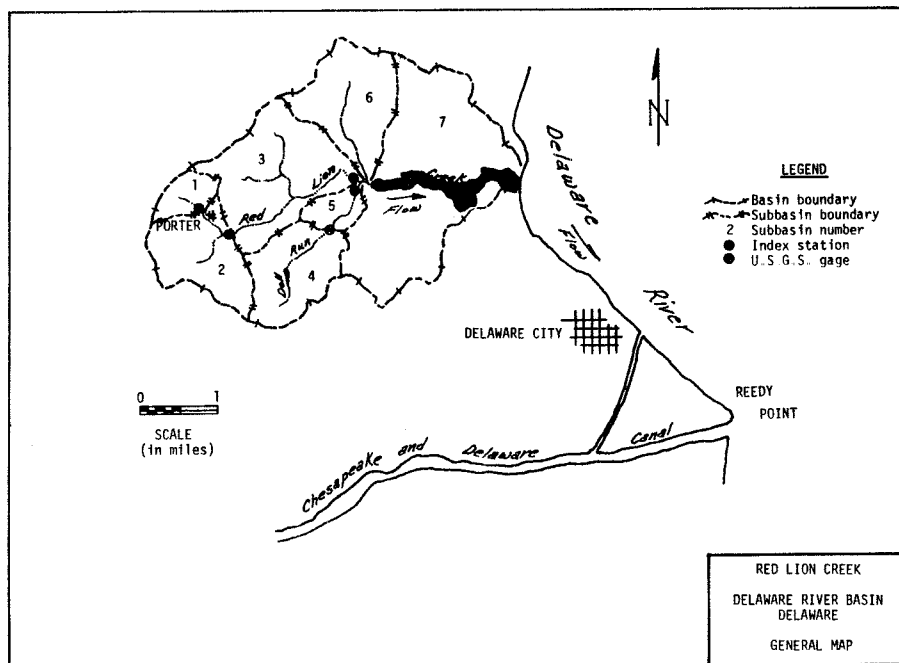 N
6
7
3
1
5
2
4
PORTER
Red
Lion
Creek
Flow
Doll
Run
Delaware
Flow
River
LEGEND
Basin boundary
Subbasin boundary
2 Subbasin number
Index station
U.S.G.S. gage
DELAWARE CITY
REEDY
POINT
0 1
SCALE
(in miles)
Chesapeake and Delaware Canal
RED LION CREEK
DELAWARE RIVER BASIN
DELAWARE
GENERAL MAP